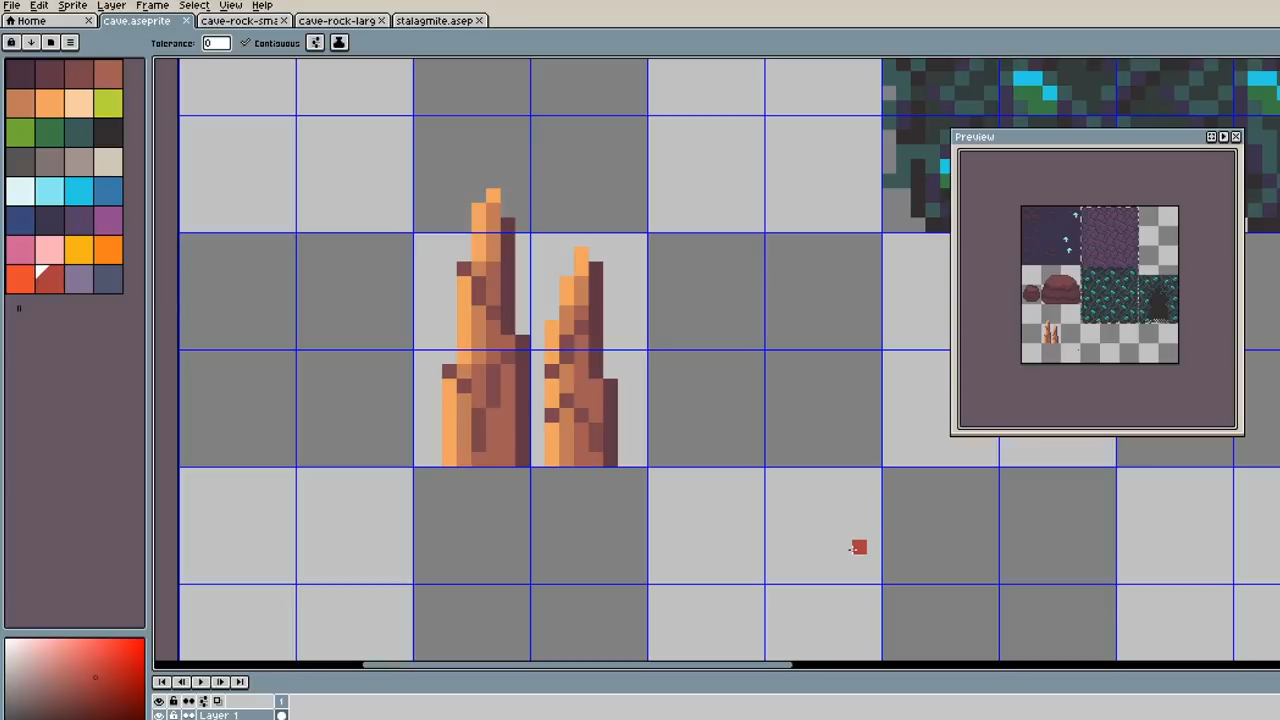 File Edit Sprite Layer Frame Select View Help
Home cave.aseprite cave-rock-sma cave-rock-larg stalagmite.asep
Tolerance: 0 Contiguous
Preview
1
Layer 1